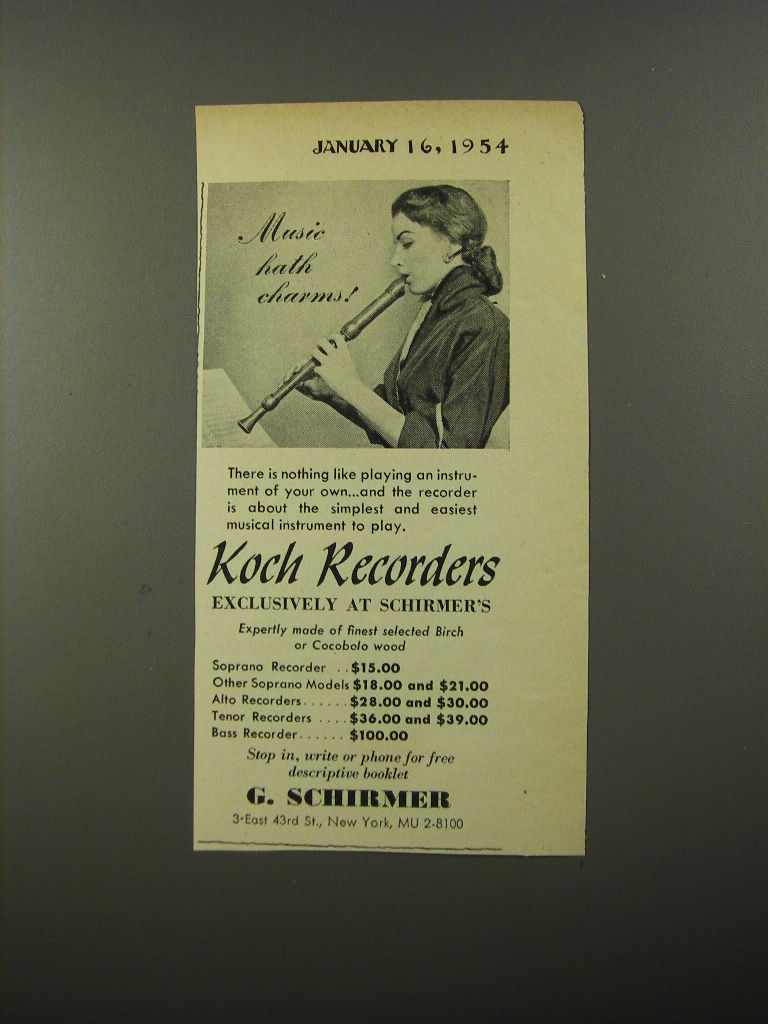 JANUARY 16, 1954
Music
hath
charms!
There is nothing like playing an instru-
ment of your own...and the recorder
is about the simplest and easiest
musical instrument to play.
Koch Recorders
EXCLUSIVELY AT SCHIRMER'S
Expertly made of finest selected Birch
or Cocobolo wood
Soprano Recorder . . $15.00
Other Soprano Models $18.00 and $21.00
Alto Recorders . . . . . . $28.00 and $30.00
Tenor Recorders . . . . $36.00 and $39.00
Bass Recorder . . . . . . $100.00
Stop in, write or phone for free
descriptive booklet
G. SCHIRMER
3-East 43rd St., New York, MU 2-8100